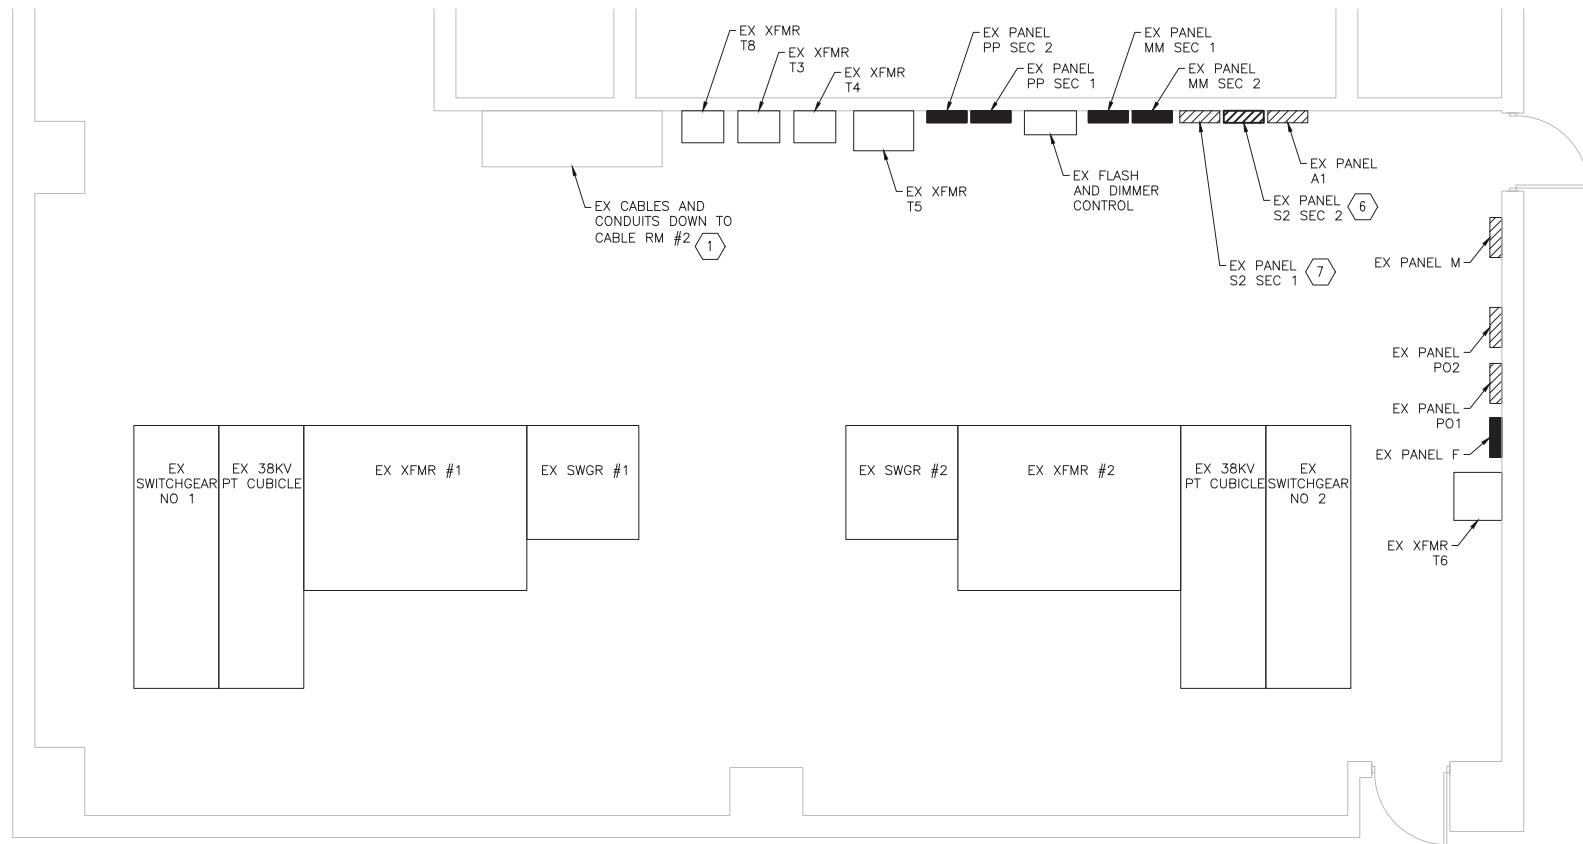 EX XFMR
T8
EX XFMR
T3
EX XFMR
T4
EX PANEL
PP SEC 2
EX PANEL
PP SEC 1
EX PANEL
MM SEC 1
EX PANEL
MM SEC 2
EX CABLES AND
CONDUITS DOWN TO
CABLE RM #2
1
EX XFMR
T5
EX FLASH
AND DIMMER
CONTROL
EX PANEL
A1
EX PANEL
S2 SEC 2
6
EX PANEL
S2 SEC 1
7
EX PANEL M
EX PANEL
PO2
EX PANEL
PO1
EX PANEL F
EX XFMR
T6
EX
SWITCHGEAR
NO 1
EX 38KV
PT CUBICLE
EX XFMR #1
EX SWGR #1
EX SWGR #2
EX XFMR #2
EX 38KV
PT CUBICLE
EX
SWITCHGEAR
NO 2